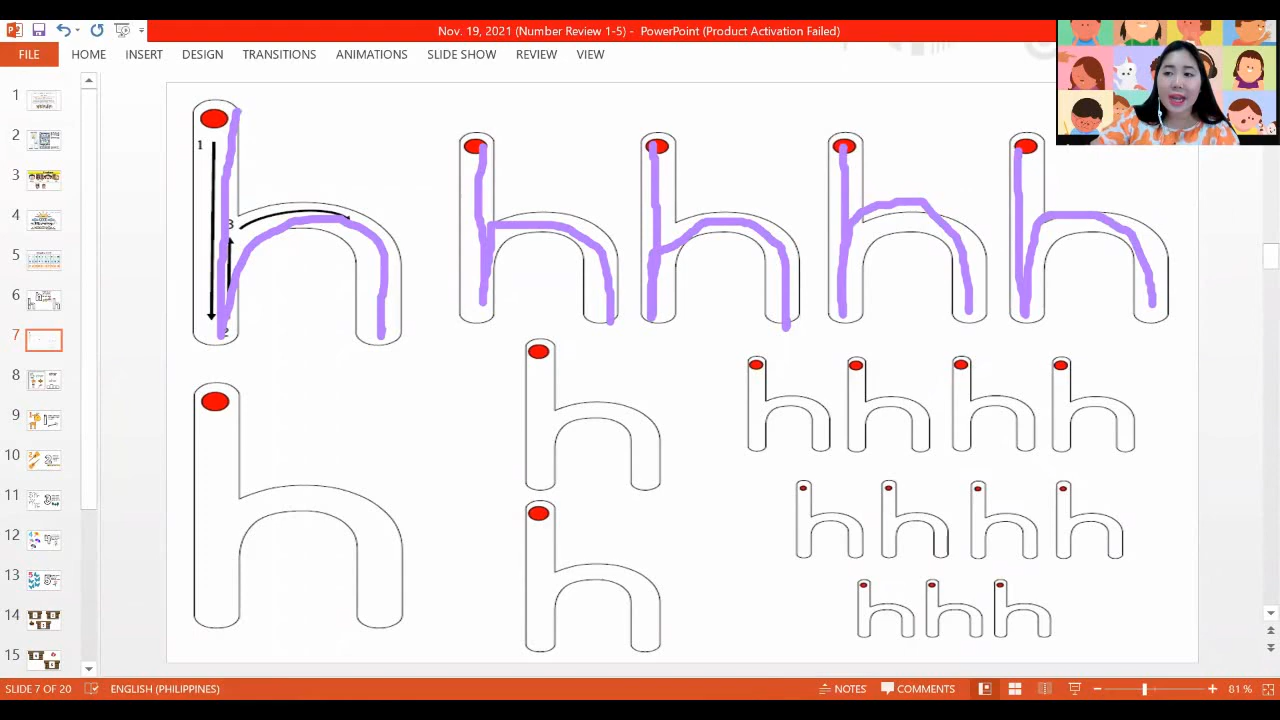 Nov. 19, 2021 (Number Review 1-5) - PowerPoint (Product Activation Failed)
FILE HOME INSERT DESIGN TRANSITIONS ANIMATIONS SLIDE SHOW REVIEW VIEW
1
2
3
4
5
6
7
8
9
10
11
12
13
14
15
1
3
2
h h h h h
h h h h h h
h h h h h
h h h
SLIDE 7 OF 20 ENGLISH (PHILIPPINES) NOTES COMMENTS 81 %